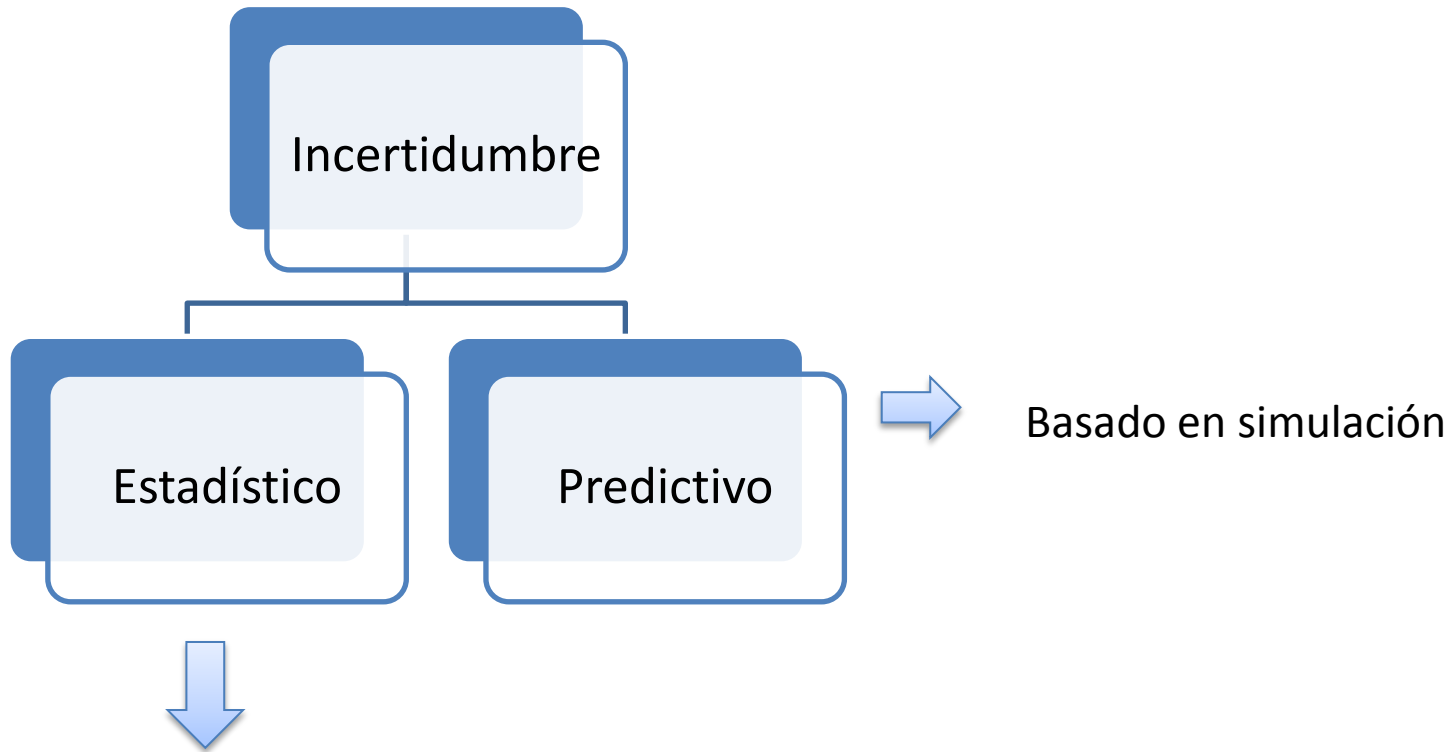 Incertidumbre
Estadístico
Predictivo
Basado en simulación